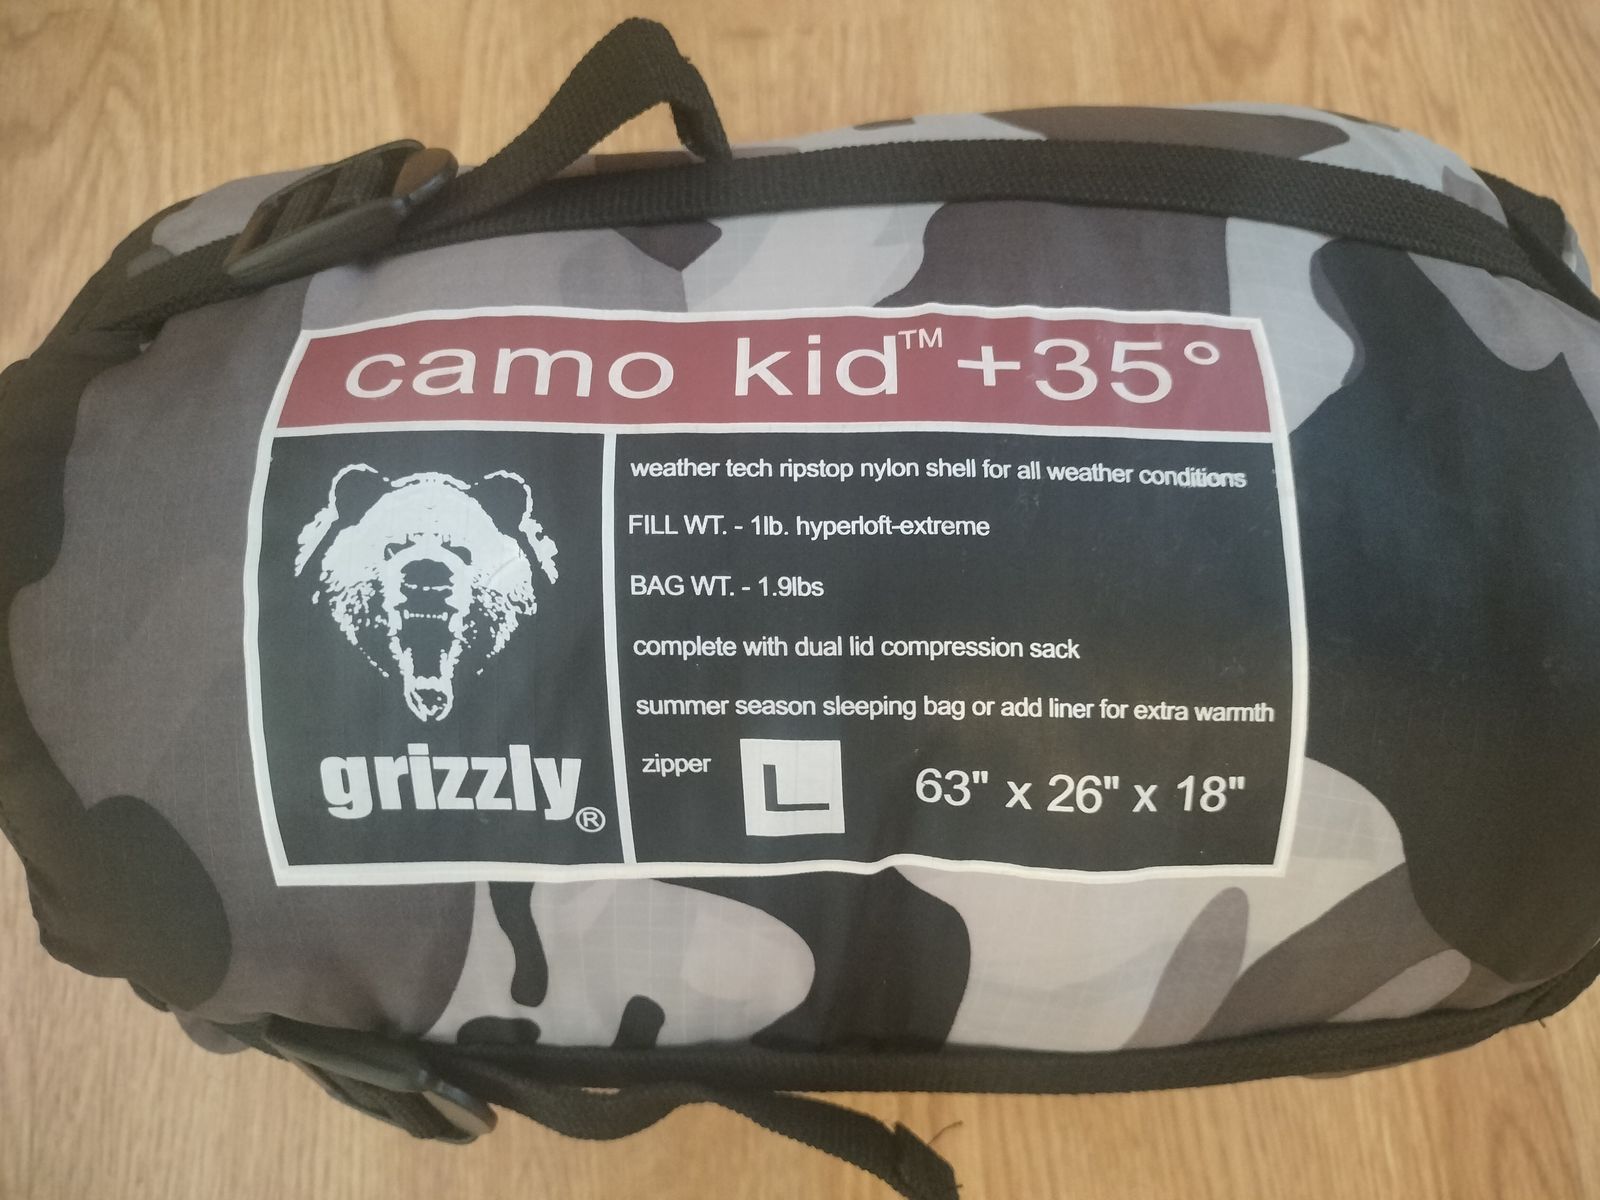 camo kid™ +35°
weather tech ripstop nylon shell for all weather conditions
FILL WT. - 1lb. hyperloft-extreme
BAG WT. - 1.9lbs
complete with dual lid compression sack
summer season sleeping bag or add liner for extra warmth
zipper L 63" x 26" x 18"
grizzly®